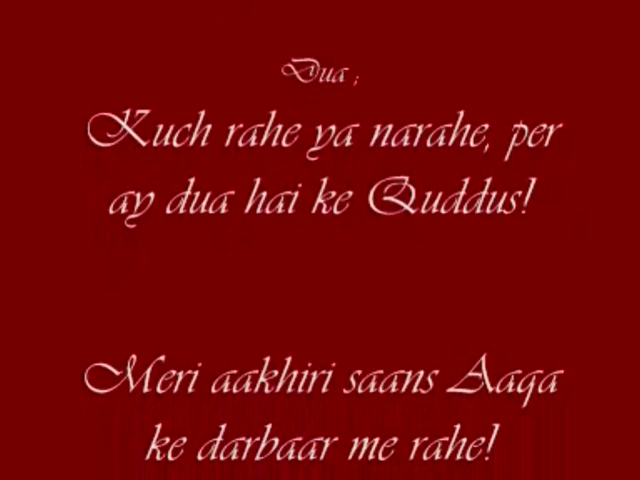 Dua ;
Kuch rahe ya narahe, per
ay dua hai ke Quddus!
Meri aakhiri saans Aaqa
ke darbaar me rahe!